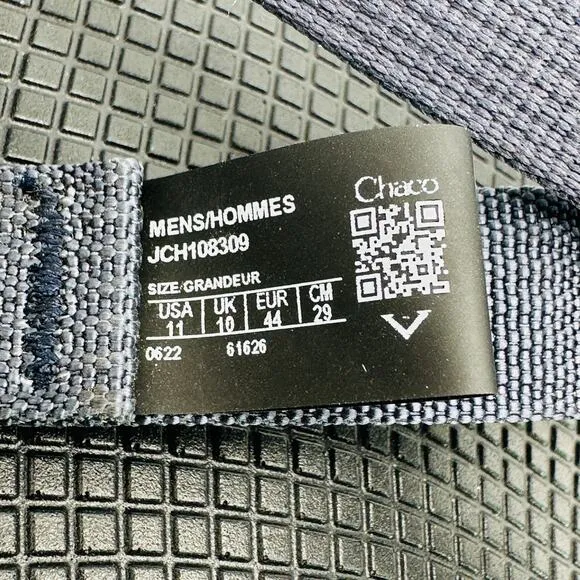 Chaco
MENS/HOMMES
JCH108309
SIZE/GRANDEUR
USA UK EUR CM
11 10 44 29
0622 61626